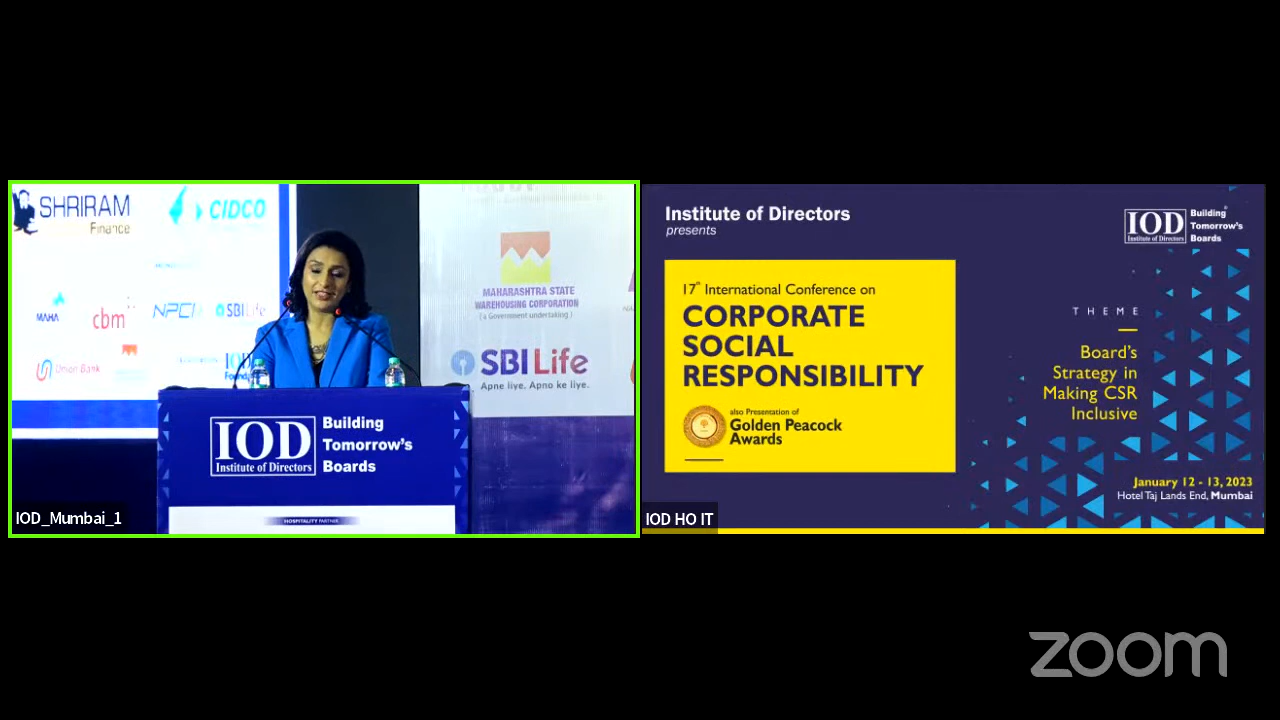 SHRIRAM
Finance
CIDCO
MAHA
cbm
NPCI
SBI Life
Union Bank
IOD
MAHARASHTRA STATE
WAREHOUSING CORPORATION
( a Government undertaking )
SBI Life
Apne liye. Apno ke liye.
IOD
Institute of Directors
Building
Tomorrow's
Boards
HOSPITALITY PARTNER
IOD_Mumbai_1
Institute of Directors
presents
IOD
Institute of Directors
Building
Tomorrow's
Boards
17th International Conference on
CORPORATE
SOCIAL
RESPONSIBILITY
also Presentation of
Golden Peacock
Awards
THEME
Board's
Strategy in
Making CSR
Inclusive
January 12 - 13, 2023
Hotel Taj Lands End, Mumbai
IOD HO IT
zoom